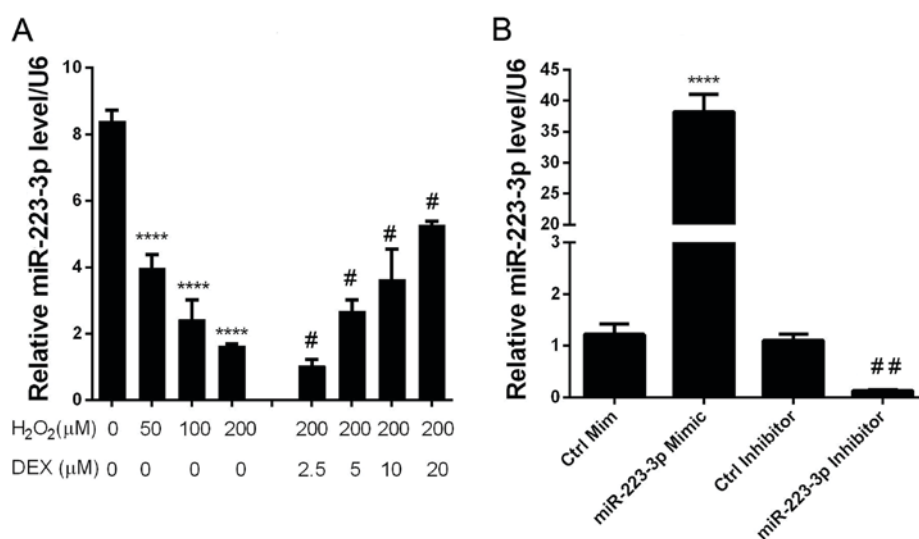 A
Relative miR-223-3p level/U6
10
8
6
4
2
0
****
****
****
#
#
#
#
H₂O₂(μM) 0 50 100 200 200 200 200 200
DEX (μM) 0 0 0 0 2.5 5 10 20
B
Relative miR-223-3p level/U6
45
40
35
30
25
20
3
2
1
0
****
##
Ctrl Mim
miR-223-3p Mimic
Ctrl Inhibitor
miR-223-3p Inhibitor